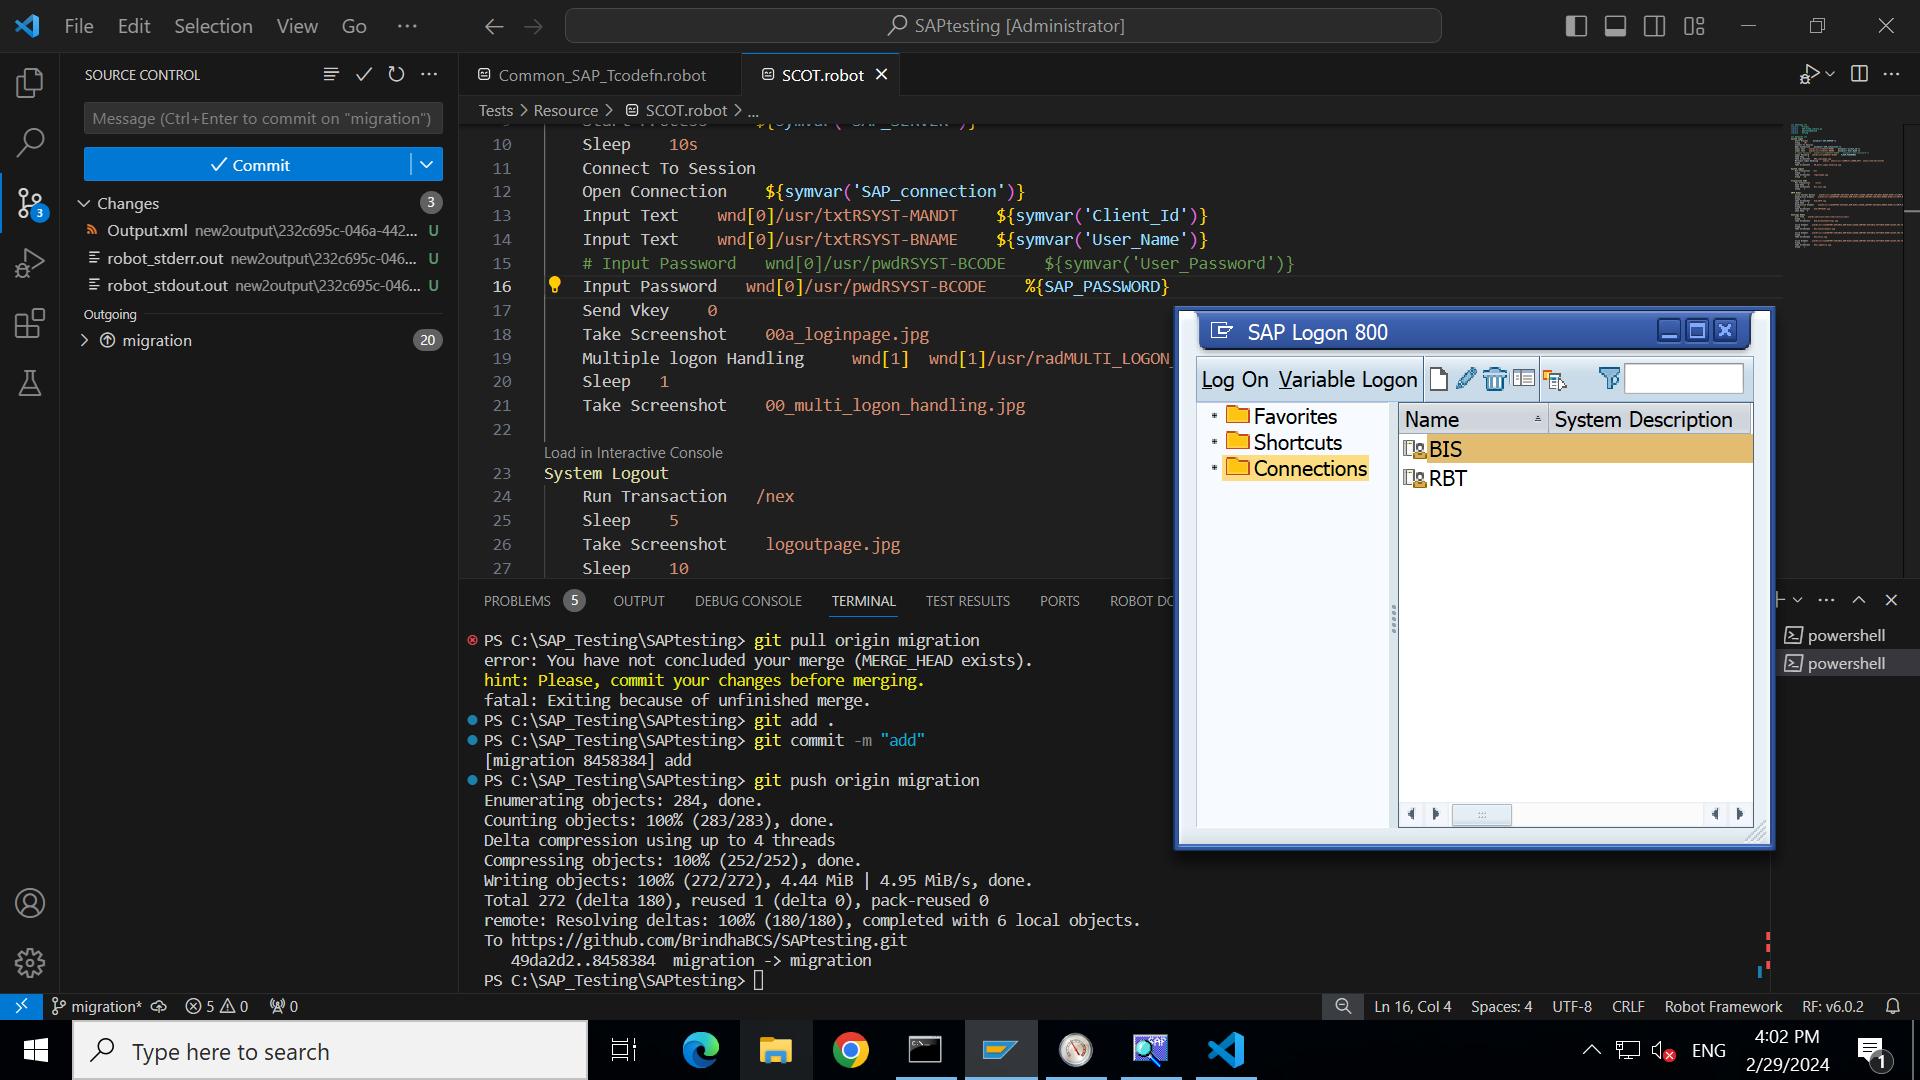 File Edit Selection View Go ...
SAPtesting [Administrator]
SOURCE CONTROL
Message (Ctrl+Enter to commit on "migration")
Commit
Changes 3
Output.xml new2output\232c695c-046a-442... U
robot_stderr.out new2output\232c695c-046... U
robot_stdout.out new2output\232c695c-046... U
Outgoing
migration 20
3
Common_SAP_Tcodefn.robot
SCOT.robot
Tests > Resource > SCOT.robot > ...
10 Sleep 10s
11 Connect To Session
12 Open Connection ${symvar('SAP_connection')}
13 Input Text wnd[0]/usr/txtRSYST-MANDT ${symvar('Client_Id')}
14 Input Text wnd[0]/usr/txtRSYST-BNAME ${symvar('User_Name')}
15 # Input Password wnd[0]/usr/pwdRSYST-BCODE ${symvar('User_Password')}
16 Input Password wnd[0]/usr/pwdRSYST-BCODE %{SAP_PASSWORD}
17 Send Vkey 0
18 Take Screenshot 00a_loginpage.jpg
19 Multiple logon Handling wnd[1] wnd[1]/usr/radMULTI_LOGON_
20 Sleep 1
21 Take Screenshot 00_multi_logon_handling.jpg
22
Load in Interactive Console
23 System Logout
24 Run Transaction /nex
25 Sleep 5
26 Take Screenshot logoutpage.jpg
27 Sleep 10
SAP Logon 800
Log On Variable Logon
Favorites
Shortcuts
Connections
Name System Description
BIS
RBT
PROBLEMS 5 OUTPUT DEBUG CONSOLE TERMINAL TEST RESULTS PORTS ROBOT DO
powershell
powershell
PS C:\SAP_Testing\SAPtesting> git pull origin migration
error: You have not concluded your merge (MERGE_HEAD exists).
hint: Please, commit your changes before merging.
fatal: Exiting because of unfinished merge.
PS C:\SAP_Testing\SAPtesting> git add .
PS C:\SAP_Testing\SAPtesting> git commit -m "add"
[migration 8458384] add
PS C:\SAP_Testing\SAPtesting> git push origin migration
Enumerating objects: 284, done.
Counting objects: 100% (283/283), done.
Delta compression using up to 4 threads
Compressing objects: 100% (252/252), done.
Writing objects: 100% (272/272), 4.44 MiB | 4.95 MiB/s, done.
Total 272 (delta 180), reused 1 (delta 0), pack-reused 0
remote: Resolving deltas: 100% (180/180), completed with 6 local objects.
To https://github.com/BrindhaBCS/SAPtesting.git
49da2d2..8458384 migration -> migration
PS C:\SAP_Testing\SAPtesting>
migration* 5 0 0
Ln 16, Col 4 Spaces: 4 UTF-8 CRLF Robot Framework RF: v6.0.2
Type here to search
ENG
4:02 PM
2/29/2024
1